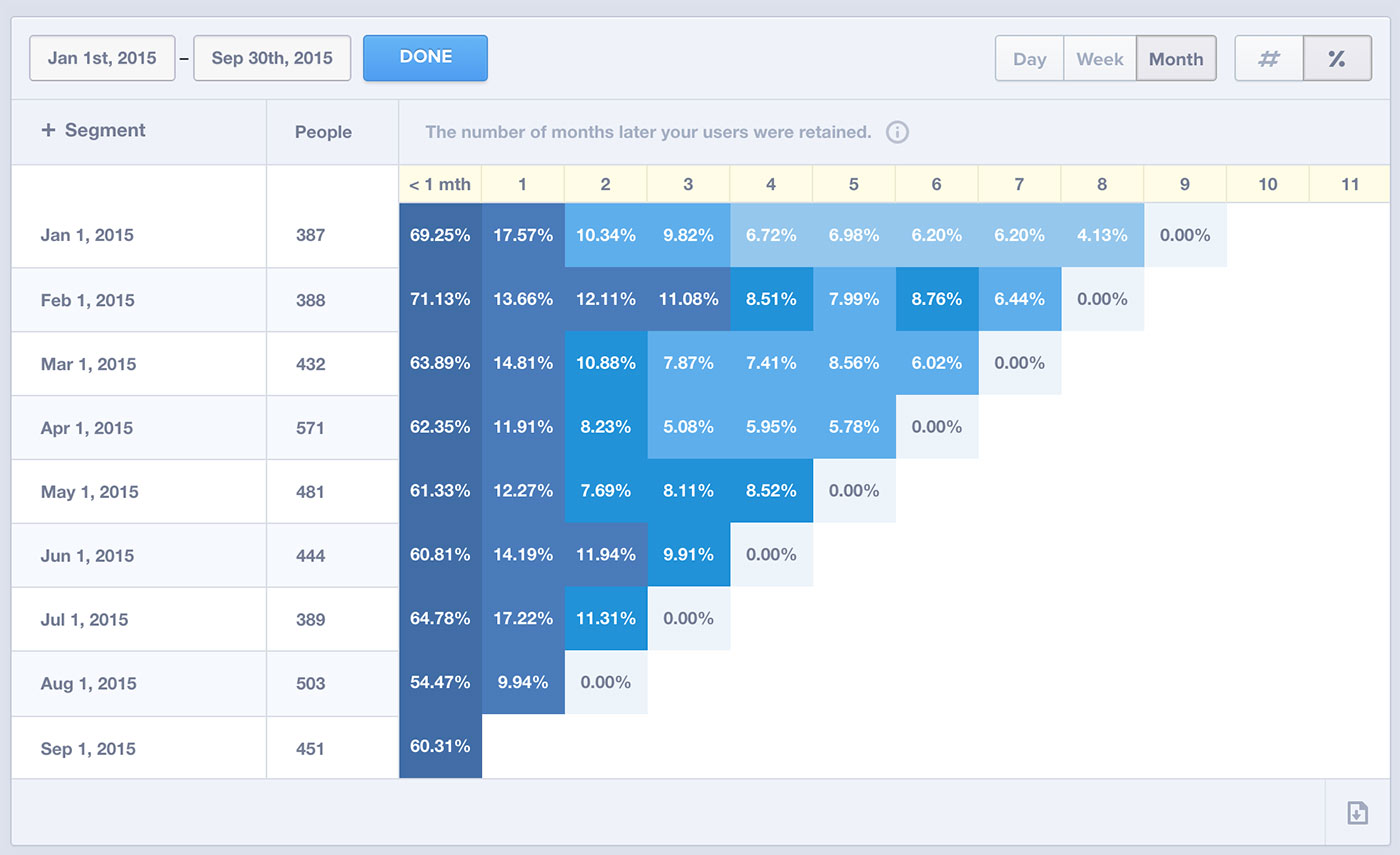 Jan 1st, 2015 – Sep 30th, 2015 DONE Day Week Month # %
+ Segment People The number of months later your users were retained. i
< 1 mth 1 2 3 4 5 6 7 8 9 10 11
Jan 1, 2015 387 69.25% 17.57% 10.34% 9.82% 6.72% 6.98% 6.20% 6.20% 4.13% 0.00%
Feb 1, 2015 388 71.13% 13.66% 12.11% 11.08% 8.51% 7.99% 8.76% 6.44% 0.00%
Mar 1, 2015 432 63.89% 14.81% 10.88% 7.87% 7.41% 8.56% 6.02% 0.00%
Apr 1, 2015 571 62.35% 11.91% 8.23% 5.08% 5.95% 5.78% 0.00%
May 1, 2015 481 61.33% 12.27% 7.69% 8.11% 8.52% 0.00%
Jun 1, 2015 444 60.81% 14.19% 11.94% 9.91% 0.00%
Jul 1, 2015 389 64.78% 17.22% 11.31% 0.00%
Aug 1, 2015 503 54.47% 9.94% 0.00%
Sep 1, 2015 451 60.31%